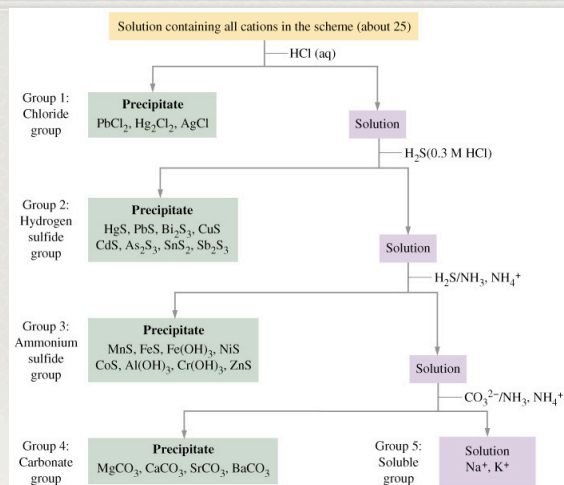 Solution containing all cations in the scheme (about 25)
HCl (aq)
Group 1:
Chloride
group
Precipitate
PbCl₂, Hg₂Cl₂, AgCl
Solution
H₂S(0.3 M HCl)
Group 2:
Hydrogen
sulfide
group
Precipitate
HgS, PbS, Bi₂S₃, CuS
CdS, As₂S₃, SnS₂, Sb₂S₃
Solution
H₂S/NH₃, NH₄⁺
Group 3:
Ammonium
sulfide
group
Precipitate
MnS, FeS, Fe(OH)₃, NiS
CoS, Al(OH)₃, Cr(OH)₃, ZnS
Solution
CO₃²⁻/NH₃, NH₄⁺
Group 4:
Carbonate
group
Precipitate
MgCO₃, CaCO₃, SrCO₃, BaCO₃
Group 5:
Soluble
group
Solution
Na⁺, K⁺